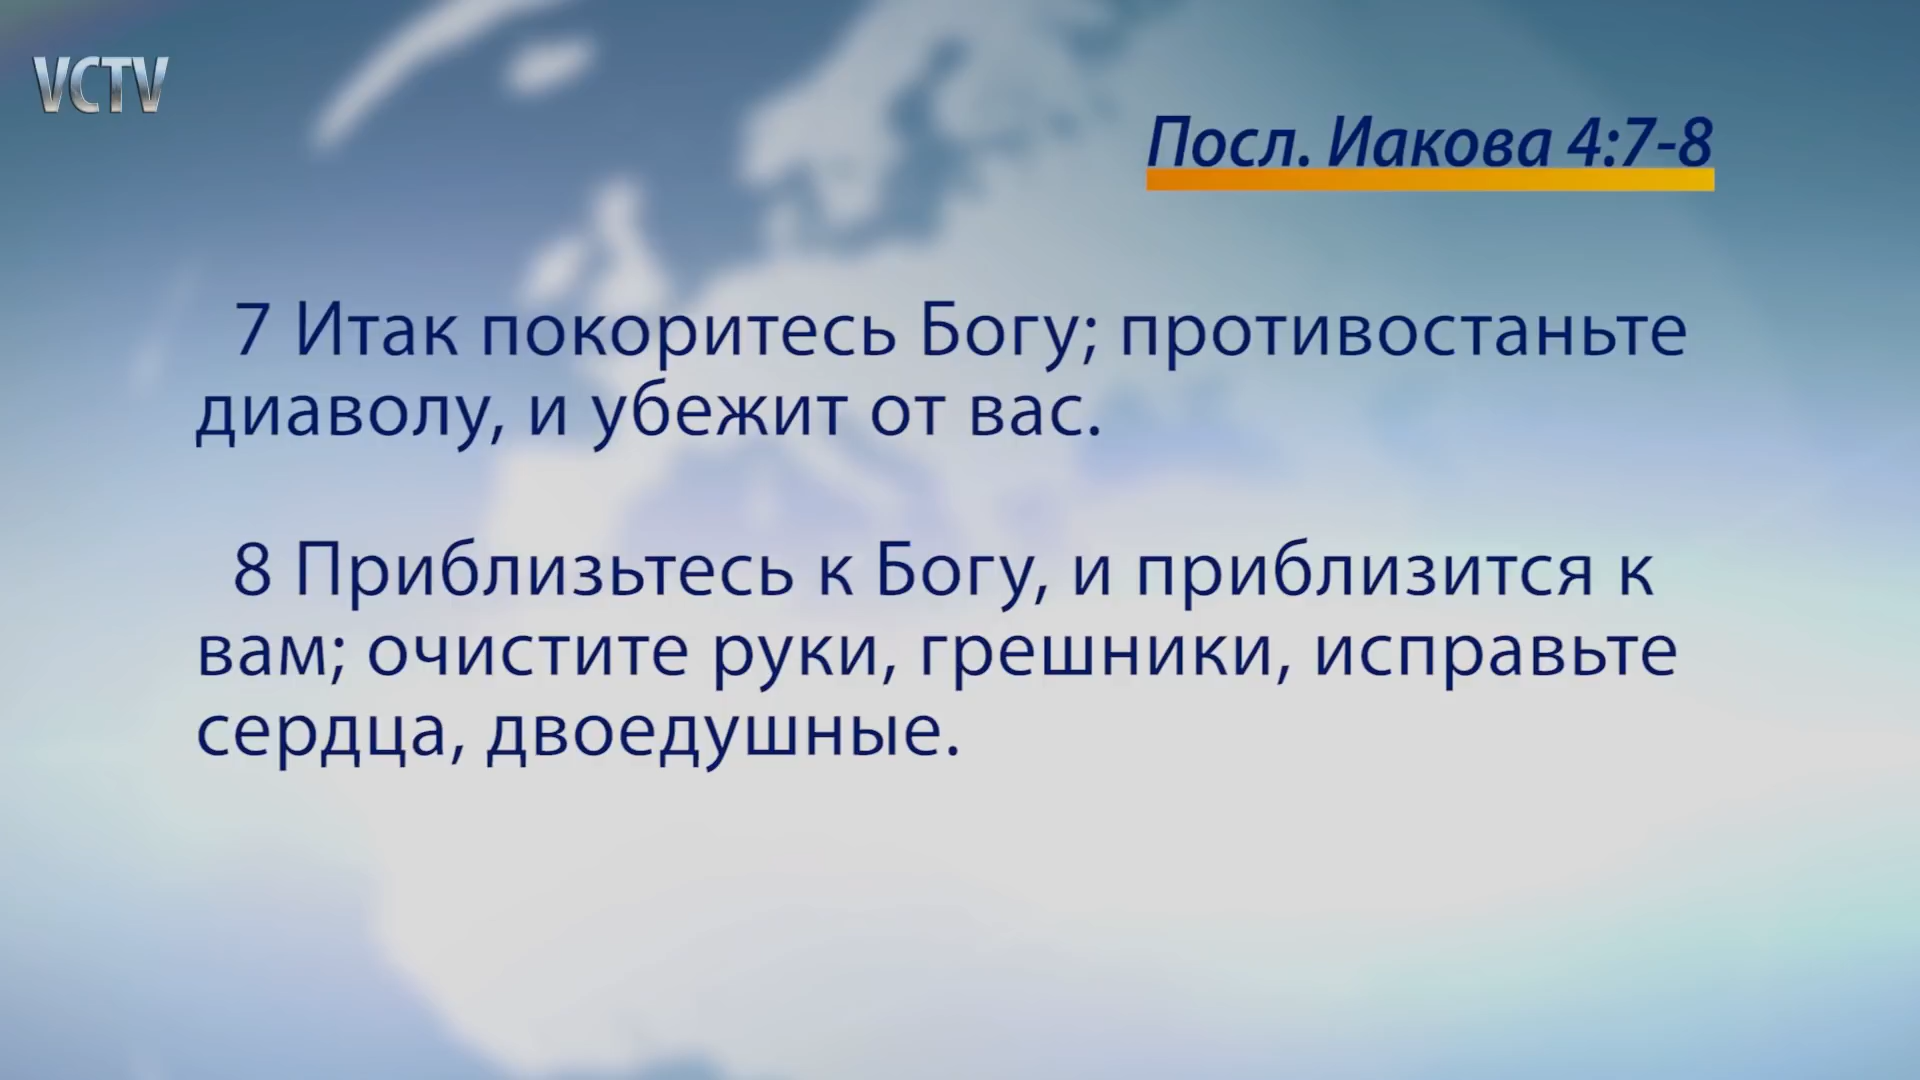 VCTV
Посл. Иакова 4:7-8
7 Итак покоритесь Богу; противостаньте
диаволу, и убежит от вас.
8 Приблизьтесь к Богу, и приблизится к
вам; очистите руки, грешники, исправьте
сердца, двоедушные.